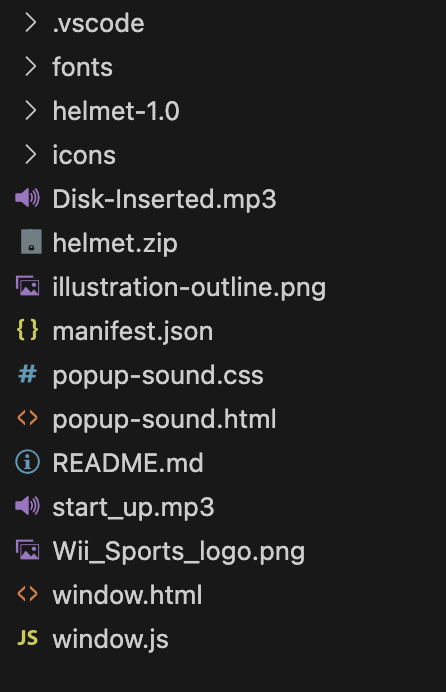 .vscode
fonts
helmet-1.0
icons
Disk-Inserted.mp3
helmet.zip
illustration-outline.png
{} manifest.json
# popup-sound.css
<> popup-sound.html
README.md
start_up.mp3
Wii_Sports_logo.png
<> window.html
JS window.js